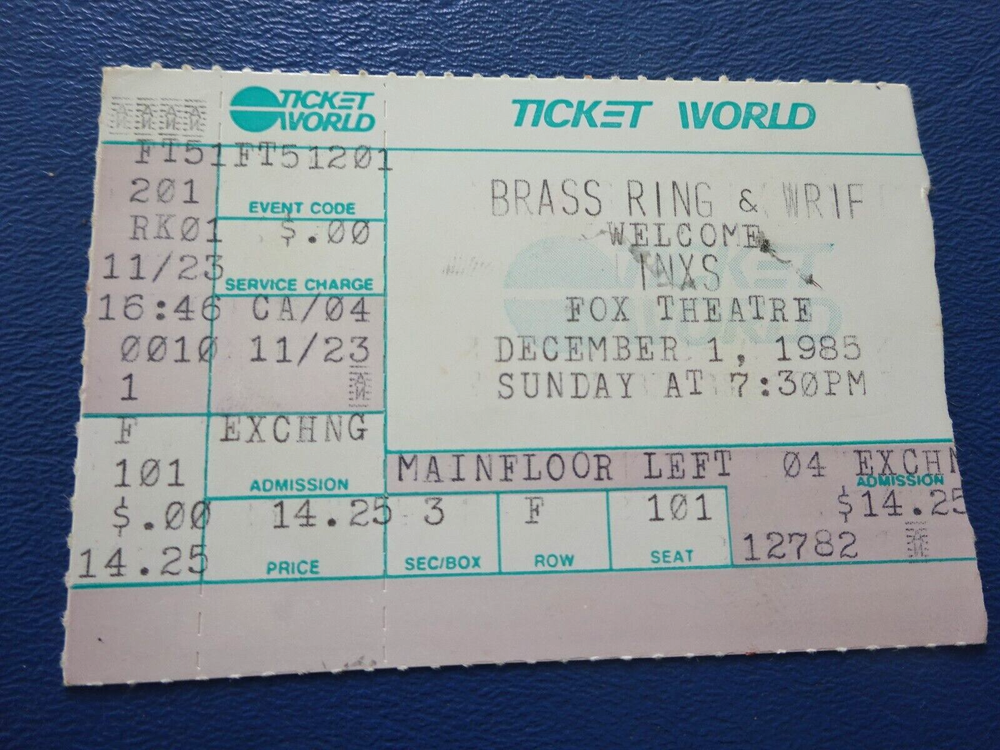 TICKET WORLD
TICKET WORLD
FT51 FT51201
201
EVENT CODE
RK01 $.00
11/23
SERVICE CHARGE
16:46 CA/04
0010 11/23
1
F EXCHNG
101
ADMISSION
$.00 14.25
14.25
PRICE
BRASS RING & WRIF
WELCOME
INXS
FOX THEATRE
DECEMBER 1, 1985
SUNDAY AT 7:30PM
MAINFLOOR LEFT 04 EXCHN
ADMISSION
3 F 101 $14.25
SEC/BOX ROW SEAT 12782